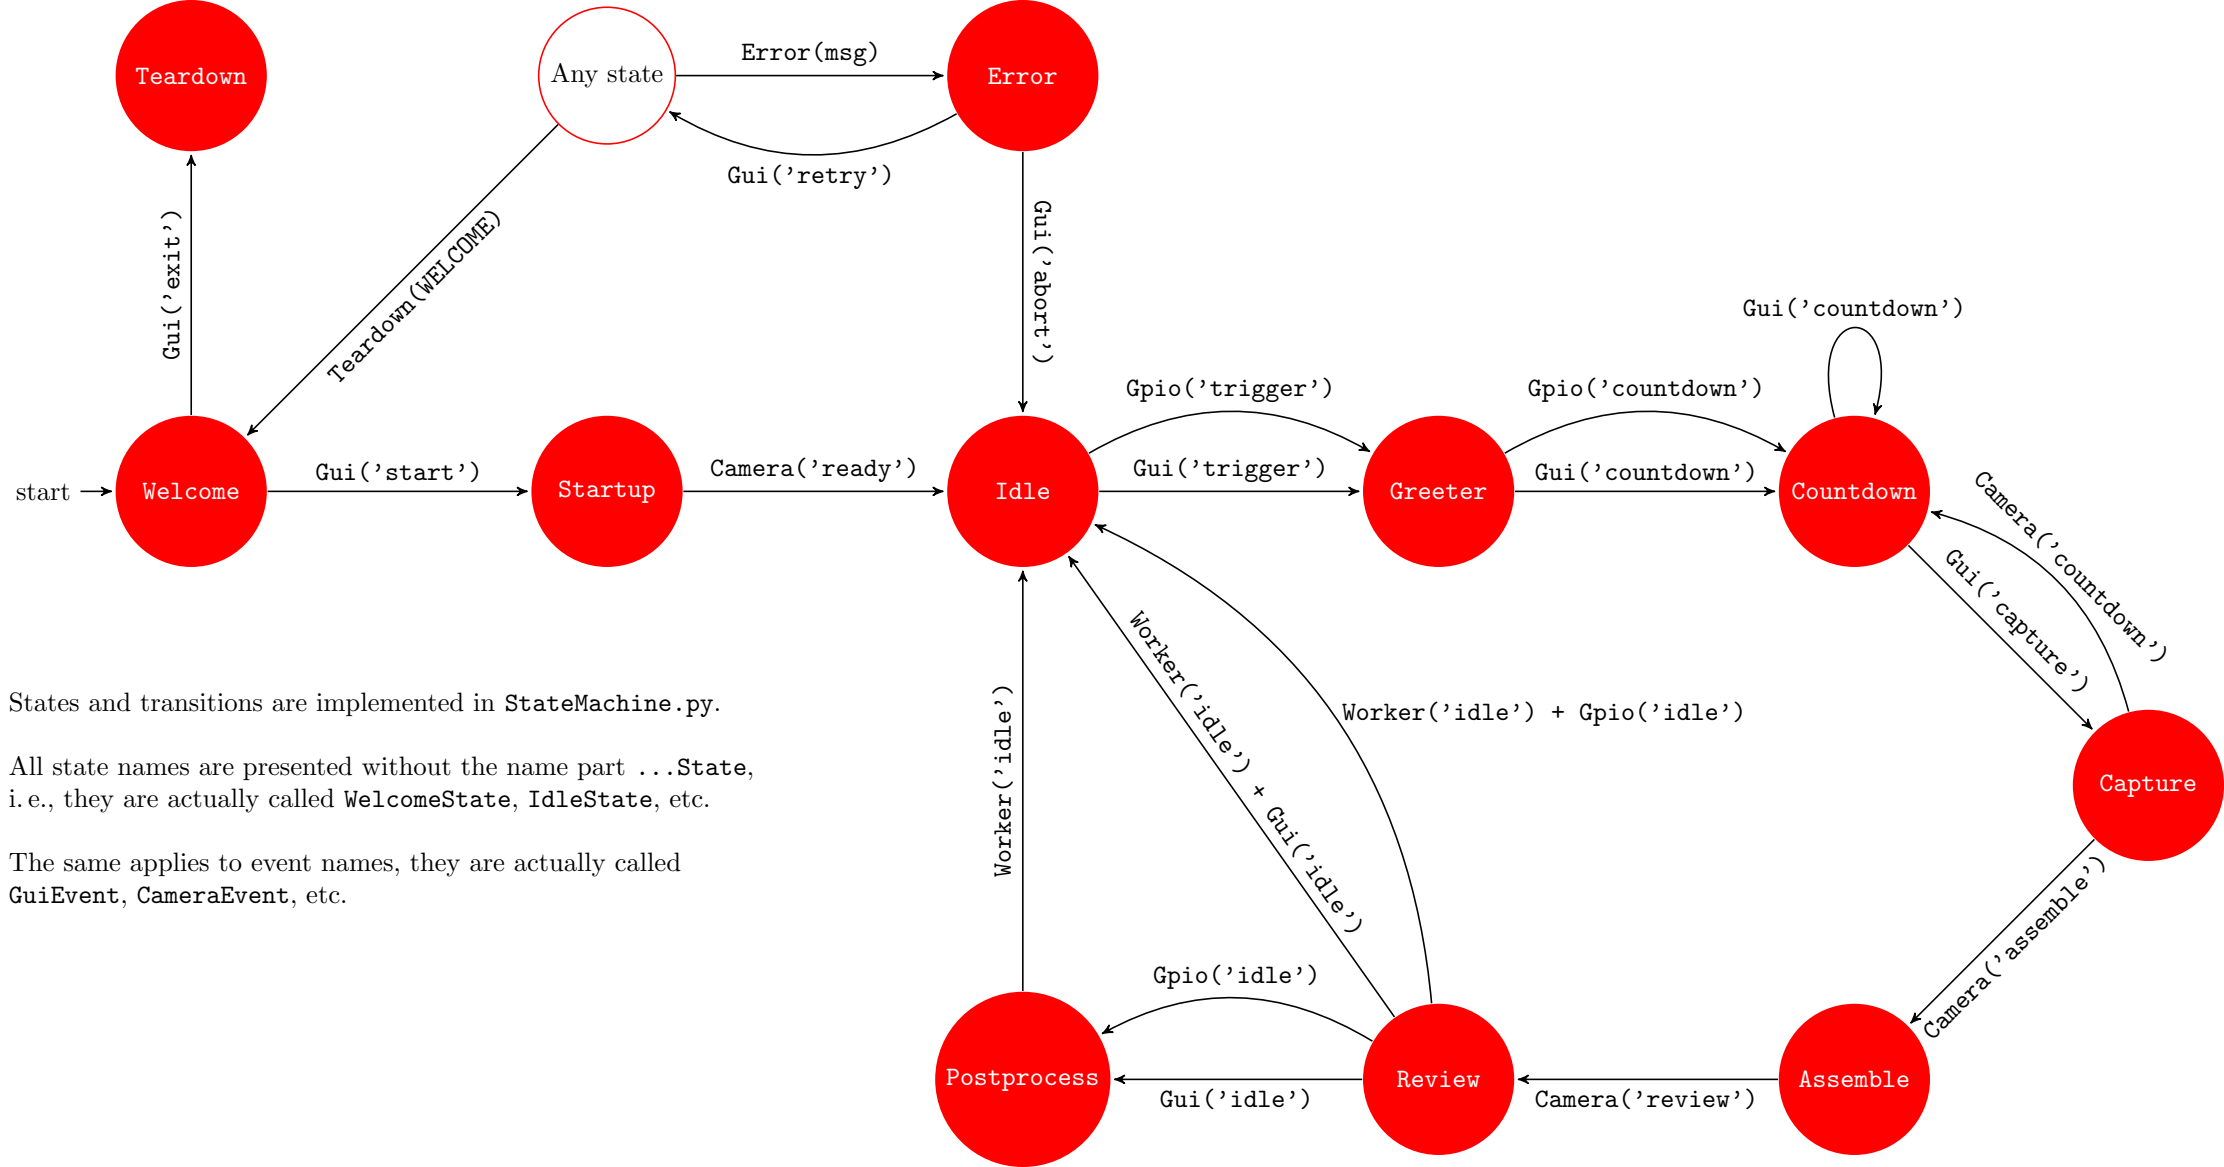 Teardown
Any state
Error(msg)
Error
Gui('retry')
Gui('exit')
Teardown(WELCOME)
Gui('abort')
Gui('countdown')
Gpio('trigger')
Gpio('countdown')
start
Welcome
Gui('start')
Startup
Camera('ready')
Idle
Gui('trigger')
Greeter
Gui('countdown')
Countdown
Camera('countdown')
Gui('capture')
Worker('idle')
Worker('idle') + Gui('idle')
Worker('idle') + Gpio('idle')
Capture
States and transitions are implemented in StateMachine.py.
All state names are presented without the name part ...State,
i. e., they are actually called WelcomeState, IdleState, etc.
The same applies to event names, they are actually called
GuiEvent, CameraEvent, etc.
Camera('assemble')
Gpio('idle')
Postprocess
Gui('idle')
Review
Camera('review')
Assemble